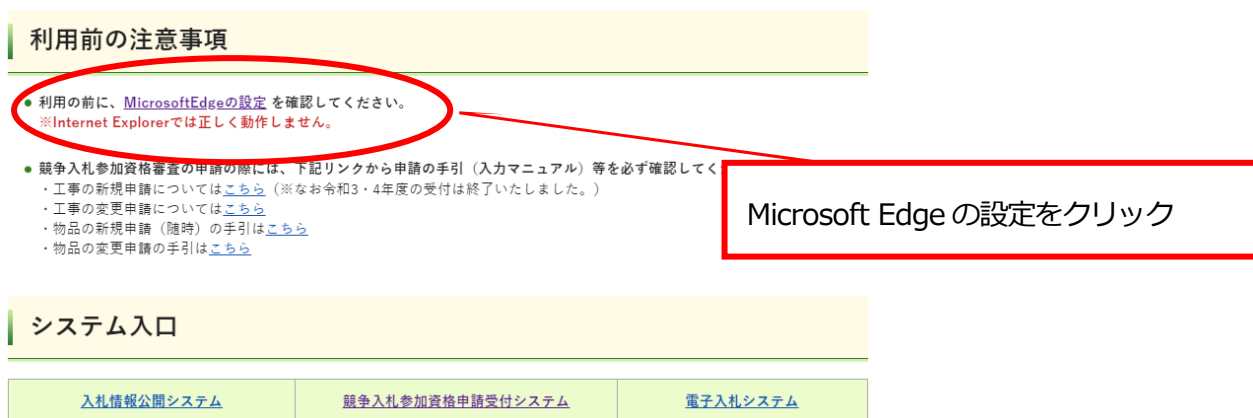 利用前の注意事項
● 利用の前に、MicrosoftEdgeの設定 を確認してください。
※Internet Explorerでは正しく動作しません。
● 競争入札参加資格審査の申請の際には、下記リンクから申請の手引（入力マニュアル）等を必ず確認してく
・工事の新規申請についてはこちら（※なお令和3・4年度の受付は終了いたしました。）
・工事の変更申請についてはこちら
・物品の新規申請（随時）の手引はこちら
・物品の変更申請の手引はこちら
Microsoft Edge の設定をクリック
システム入口
入札情報公開システム 競争入札参加資格申請受付システム 電子入札システム